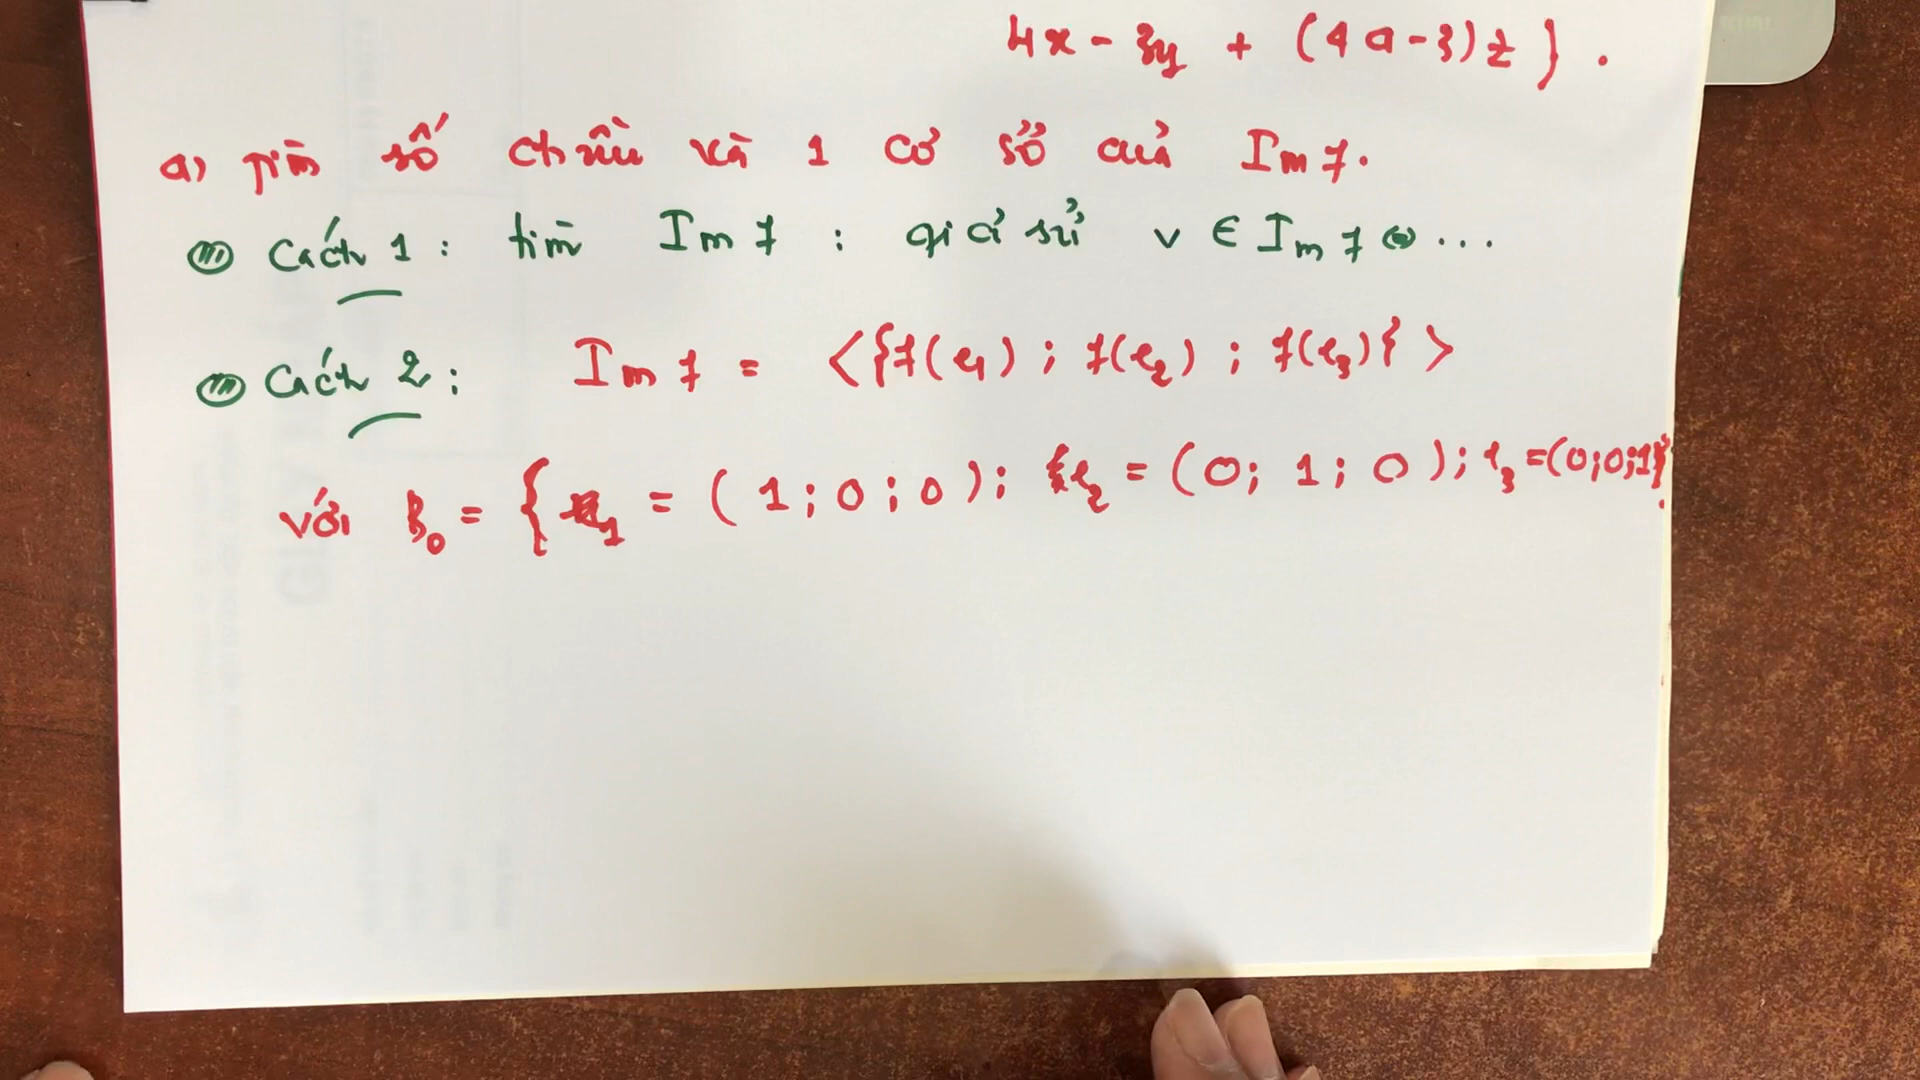 4x - 3y + (4a-3)z } .
a) Tìm số chiều và 1 cơ sở của Im f.
Cách 1 : tìm Im f : giả sử v ∈ Im f ⇔ ...
Cách 2 : Im f = <{f(e₁) ; f(e₂) ; f(e₃)}>
với B₀ = { e₁ = (1;0;0); e₂ = (0; 1; 0); e₃ =(0;0;1)}.